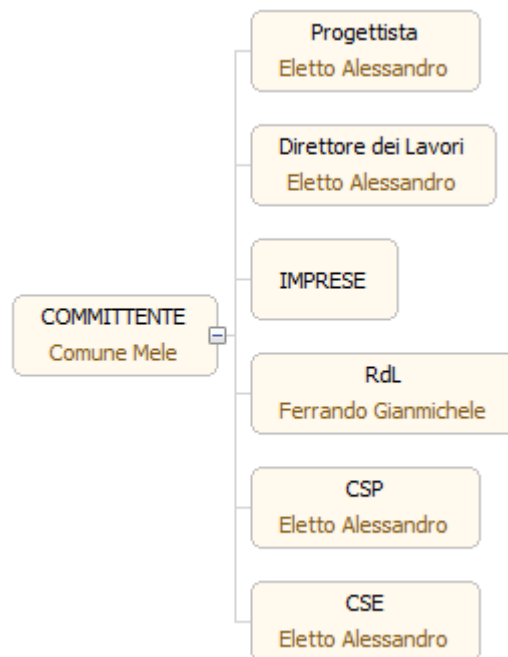 Progettista
Eletto Alessandro
Direttore dei Lavori
Eletto Alessandro
IMPRESE
COMMITTENTE
Comune Mele
RdL
Ferrando Gianmichele
CSP
Eletto Alessandro
CSE
Eletto Alessandro